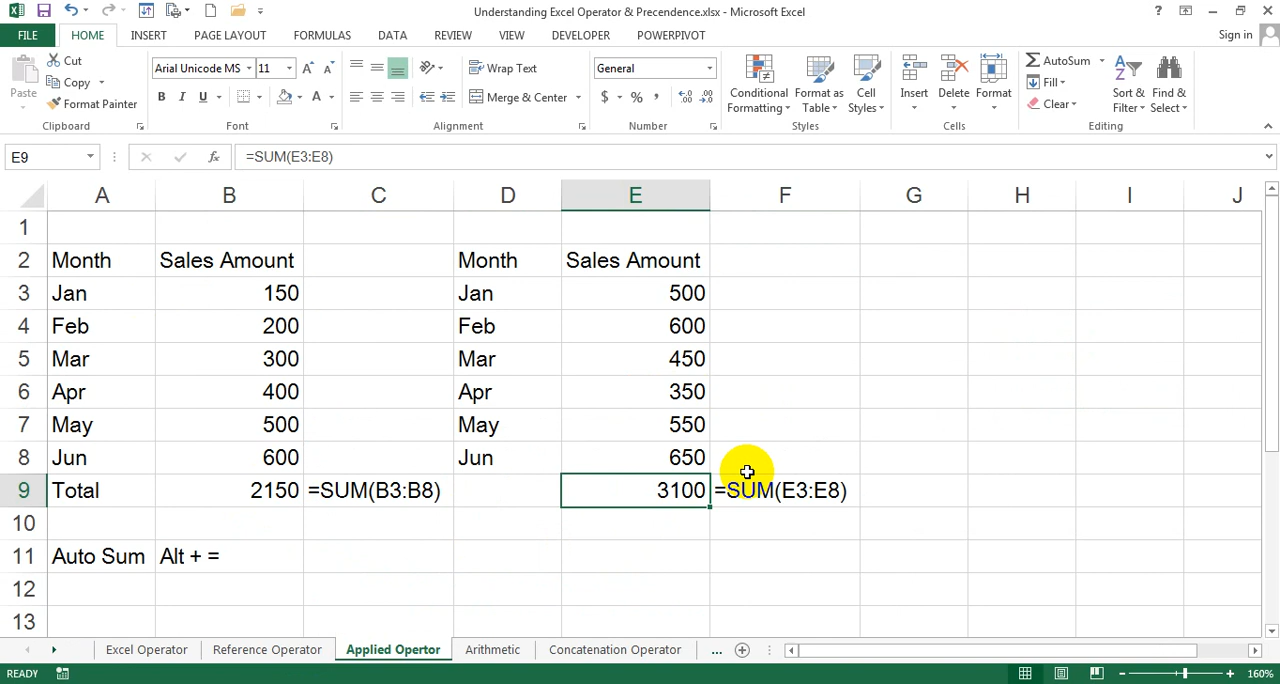 Understanding Excel Operator & Precendence.xlsx - Microsoft Excel
?
Sign in
FILE HOME INSERT PAGE LAYOUT FORMULAS DATA REVIEW VIEW DEVELOPER POWERPIVOT
Paste
Cut
Copy
Format Painter
Clipboard
Arial Unicode MS 11
B I U
Font
Wrap Text
Merge & Center
Alignment
General
$ % ,
Number
Conditional Formatting
Format as Table
Cell Styles
Styles
Insert Delete Format
Cells
AutoSum
Fill
Clear
Sort & Filter
Find & Select
Editing
E9 fx =SUM(E3:E8)
A B C D E F G H I J
1
2 Month Sales Amount Month Sales Amount
3 Jan 150 Jan 500
4 Feb 200 Feb 600
5 Mar 300 Mar 450
6 Apr 400 Apr 350
7 May 500 May 550
8 Jun 600 Jun 650
9 Total 2150 =SUM(B3:B8) 3100 =SUM(E3:E8)
10
11 Auto Sum Alt + =
12
13
Excel Operator Reference Operator Applied Opertor Arithmetic Concatenation Operator ...
READY 160%